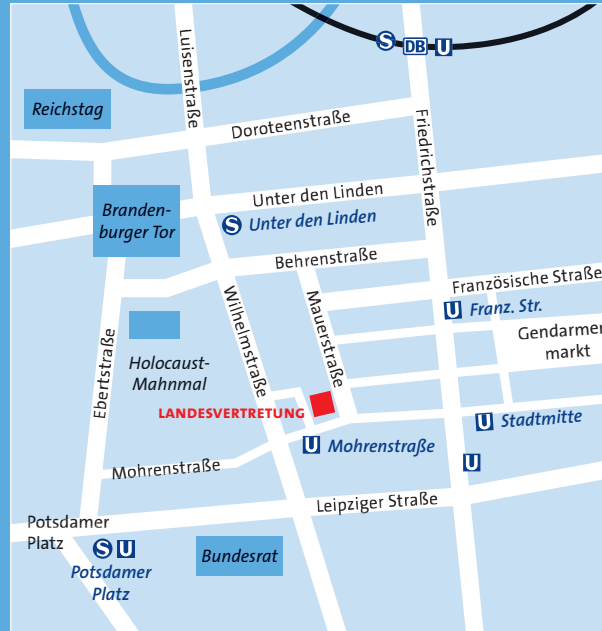 Luisenstraße
S DB U
Reichstag
Doroteenstraße
Friedrichstraße
Branden-
burger Tor
Unter den Linden
S Unter den Linden
Behrenstraße
Französische Straße
U Franz. Str.
Wilhelmstraße
Mauerstraße
Gendarmen
markt
Ebertstraße
Holocaust-
Mahnmal
LANDESVERTRETUNG
U Stadtmitte
U Mohrenstraße
Mohrenstraße
U
Leipziger Straße
Potsdamer
Platz
S U
Potsdamer
Platz
Bundesrat